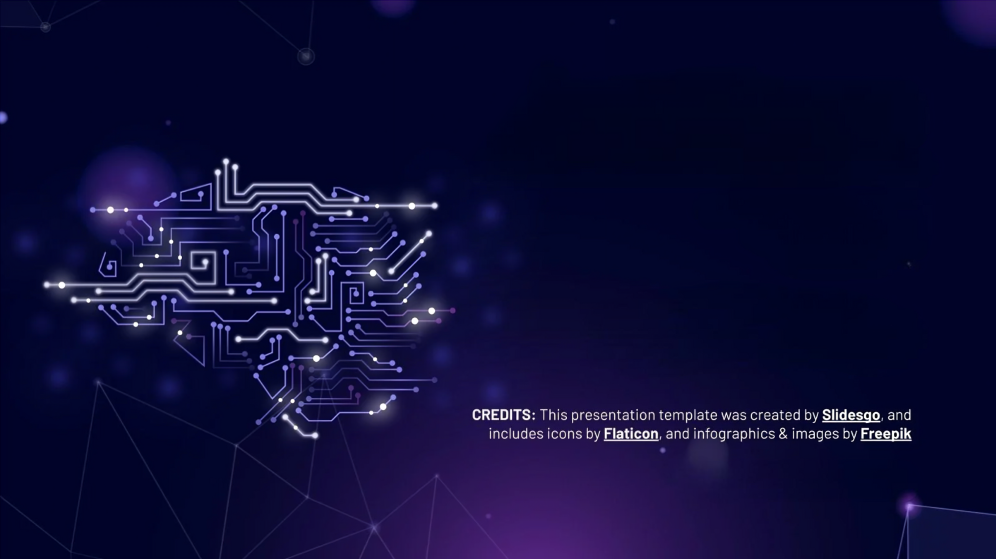 CREDITS: This presentation template was created by Slidesgo, and
includes icons by Flaticon, and infographics & images by Freepik